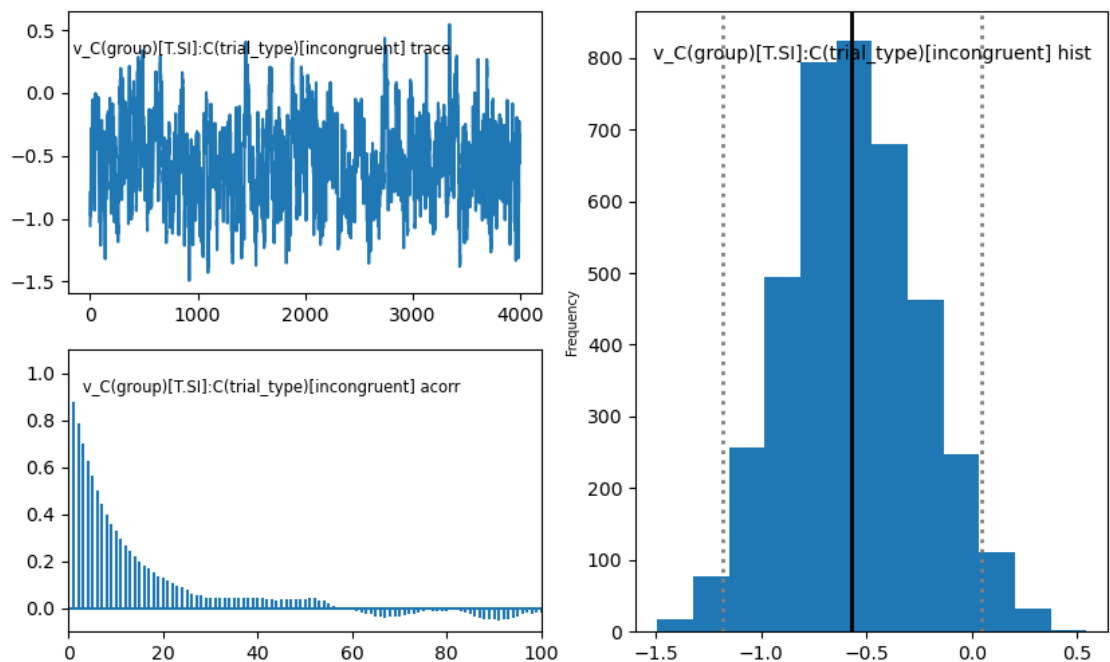 v_C(group)[T.SI]:C(trial_type)[incongruent] trace
0.5
0.0
−0.5
−1.0
−1.5
0 1000 2000 3000 4000
v_C(group)[T.SI]:C(trial_type)[incongruent] acorr
1.0
0.8
0.6
0.4
0.2
0.0
0 20 40 60 80 100
v_C(group)[T.SI]:C(trial_type)[incongruent] hist
Frequency
800
700
600
500
400
300
200
100
0
−1.5 −1.0 −0.5 0.0 0.5